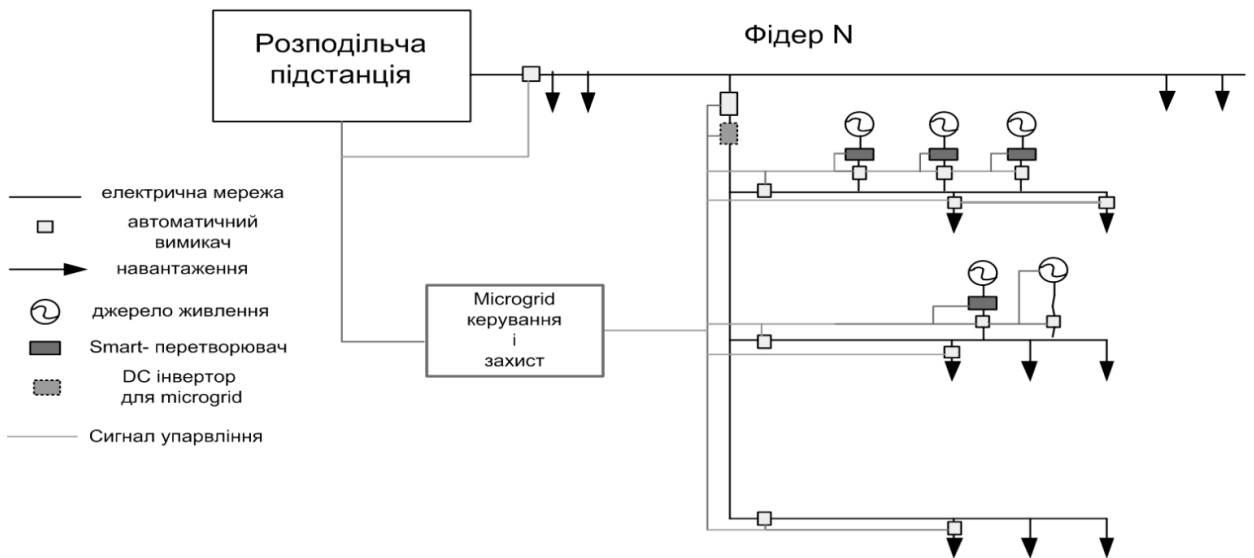 Розподільча
підстанція
Фідер N
електрична мережа
автоматичний
вимикач
навантаження
джерело живлення
Smart- перетворювач
DC інвертор
для microgrid
Сигнал упарвління
Microgrid
керування
і
захист